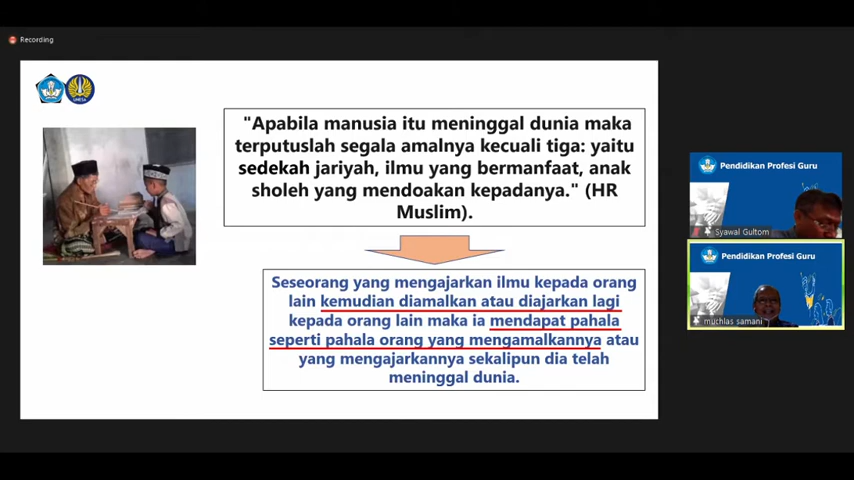 Recording
UNESA
"Apabila manusia itu meninggal dunia maka
terputuslah segala amalnya kecuali tiga: yaitu
sedekah jariyah, ilmu yang bermanfaat, anak
sholeh yang mendoakan kepadanya." (HR
Muslim).
Seseorang yang mengajarkan ilmu kepada orang
lain kemudian diamalkan atau diajarkan lagi
kepada orang lain maka ia mendapat pahala
seperti pahala orang yang mengamalkannya atau
yang mengajarkannya sekalipun dia telah
meninggal dunia.
Pendidikan Profesi Guru
Syawal Gultom
Pendidikan Profesi Guru
muchlas samani